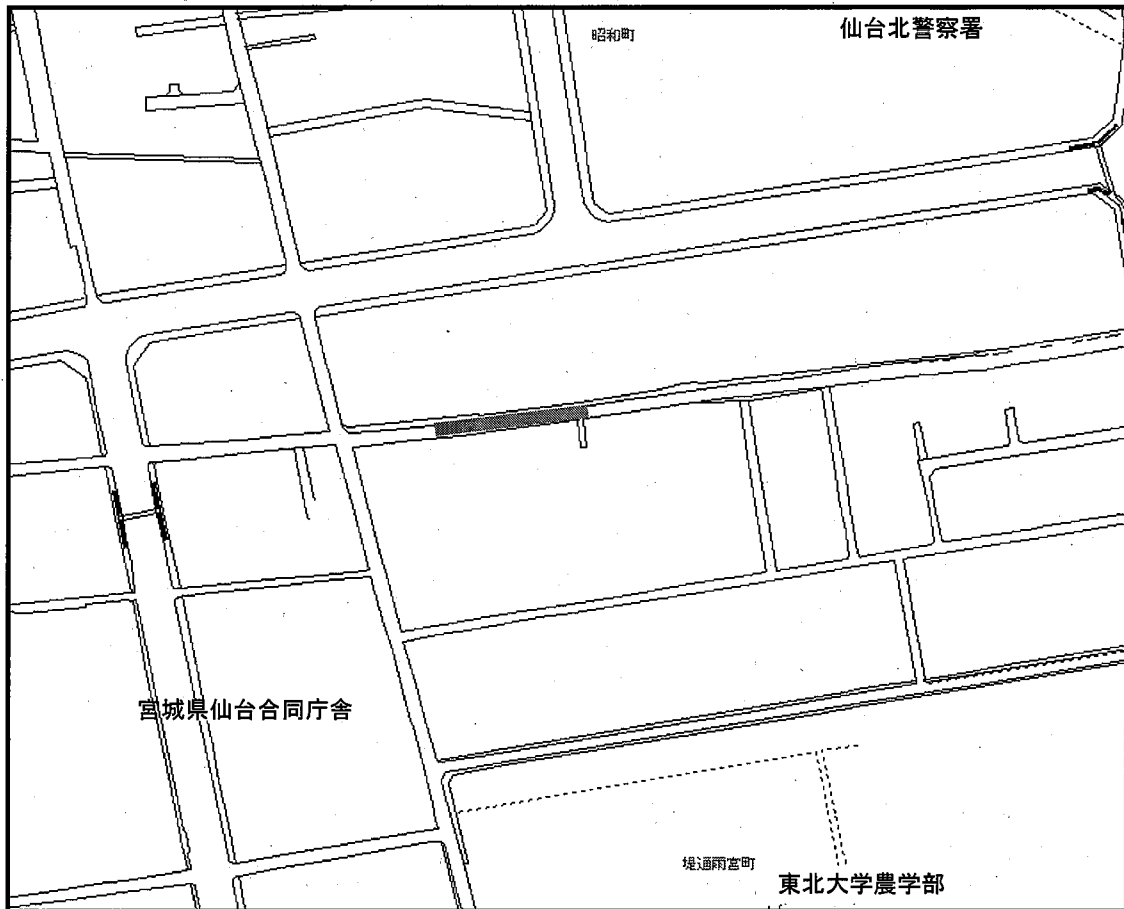 昭和町
仙台北警察署
宮城県仙台合同庁舎
堤通雨宮町
東北大学農学部